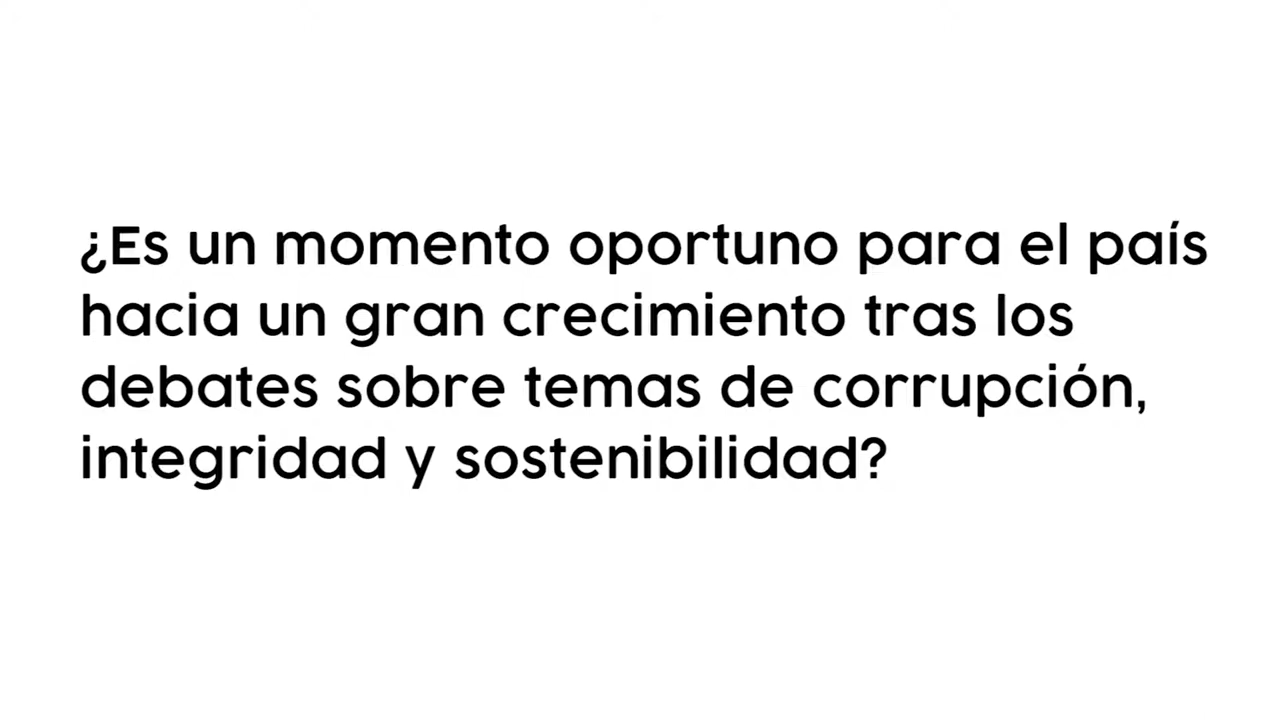 ¿Es un momento oportuno para el país
hacia un gran crecimiento tras los
debates sobre temas de corrupción,
integridad y sostenibilidad?